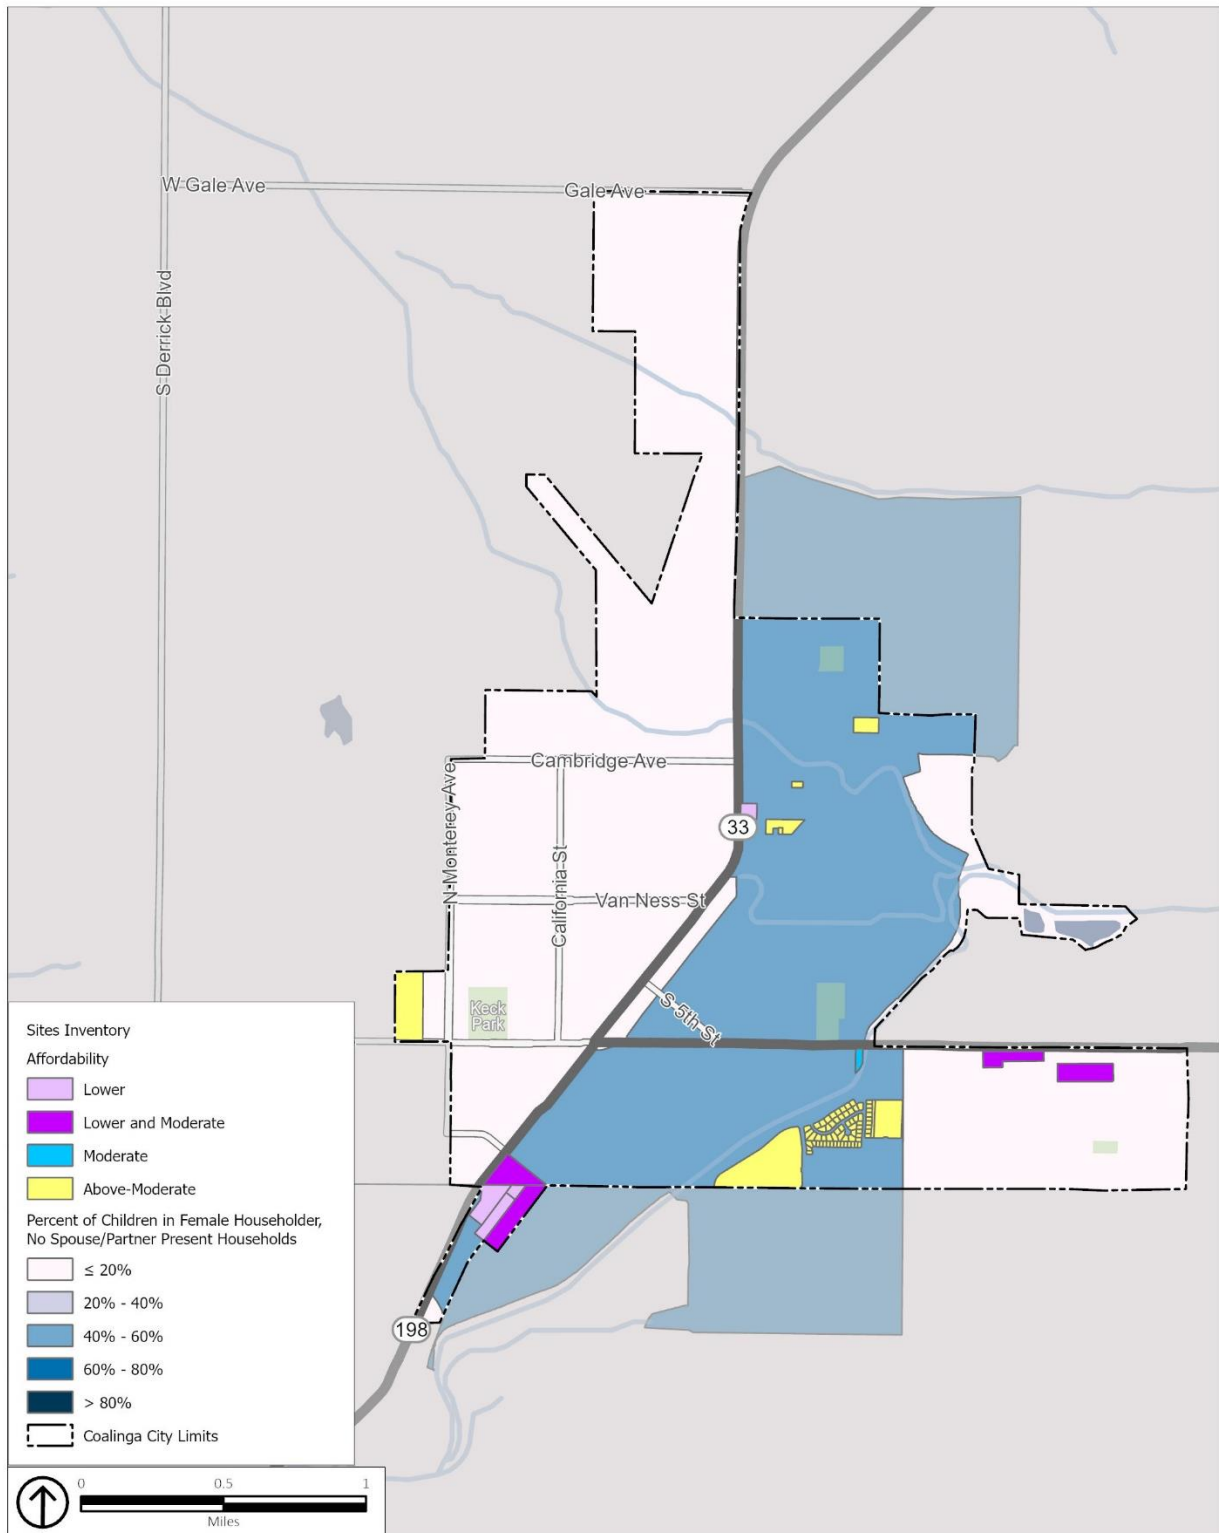 W Gale Ave
Gale Ave
S Derrick Blvd
Cambridge Ave
N Monterey Ave
33
California St
Van Ness St
S 5th St
Keck
Park
198
Sites Inventory
Affordability
Lower
Lower and Moderate
Moderate
Above-Moderate
Percent of Children in Female Householder,
No Spouse/Partner Present Households
≤ 20%
20% - 40%
40% - 60%
60% - 80%
> 80%
Coalinga City Limits
0 0.5 1
Miles